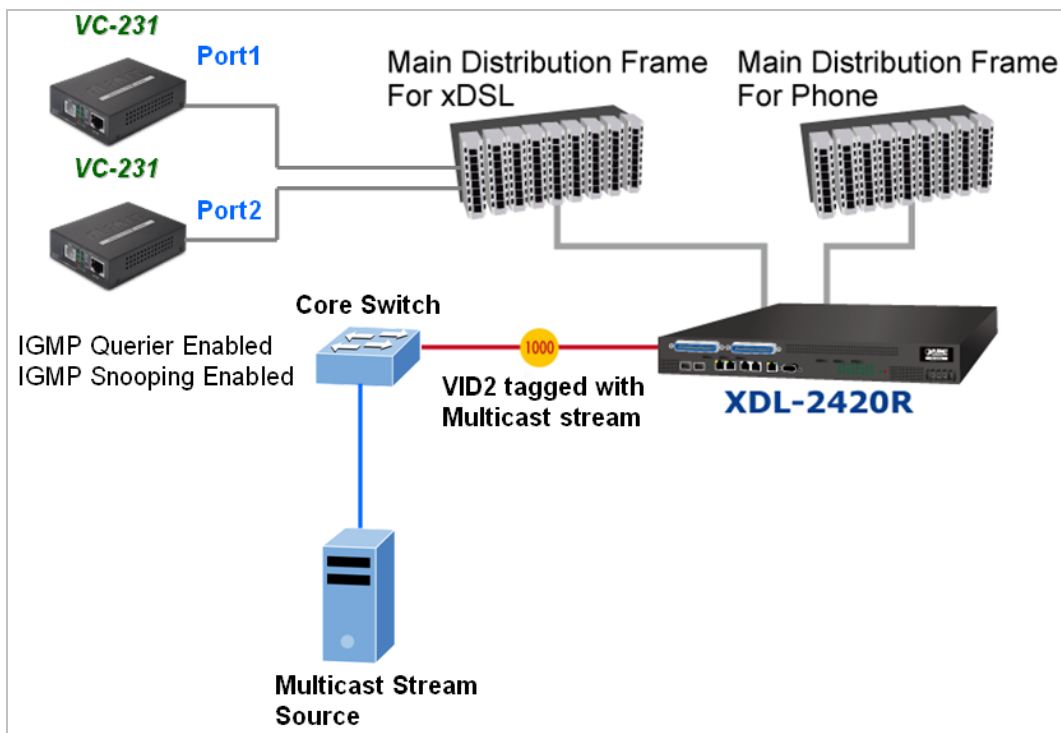 VC-231
Port1
Main Distribution Frame
For xDSL
Main Distribution Frame
For Phone
VC-231
Port2
Core Switch
IGMP Querier Enabled
IGMP Snooping Enabled
1000
VID2 tagged with
Multicast stream
XDL-2420R
Multicast Stream
Source